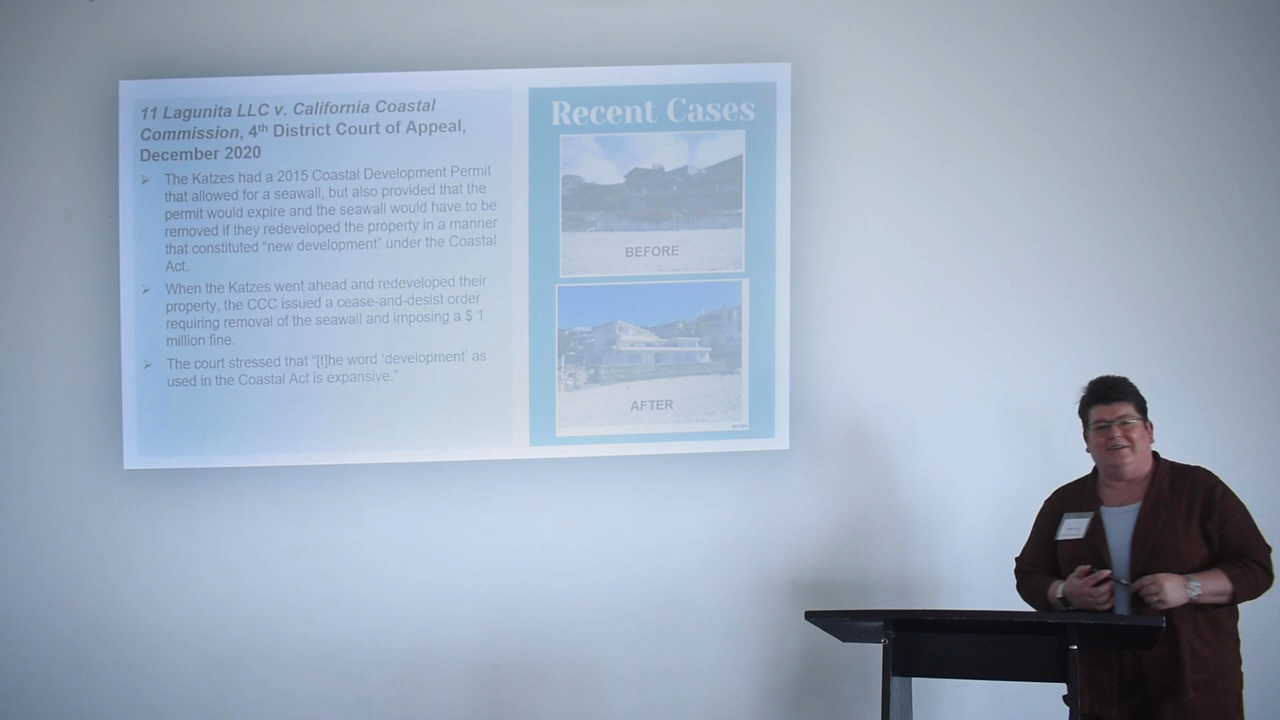 11 Lagunita LLC v. California Coastal
Commission, 4th District Court of Appeal,
December 2020
➢ The Katzes had a 2015 Coastal Development Permit
that allowed for a seawall, but also provided that the
permit would expire and the seawall would have to be
removed if they redeveloped the property in a manner
that constituted “new development” under the Coastal
Act.
➢ When the Katzes went ahead and redeveloped their
property, the CCC issued a cease-and-desist order
requiring removal of the seawall and imposing a $ 1
million fine.
➢ The court stressed that “[t]he word ‘development’ as
used in the Coastal Act is expansive.”
Recent Cases
BEFORE
AFTER